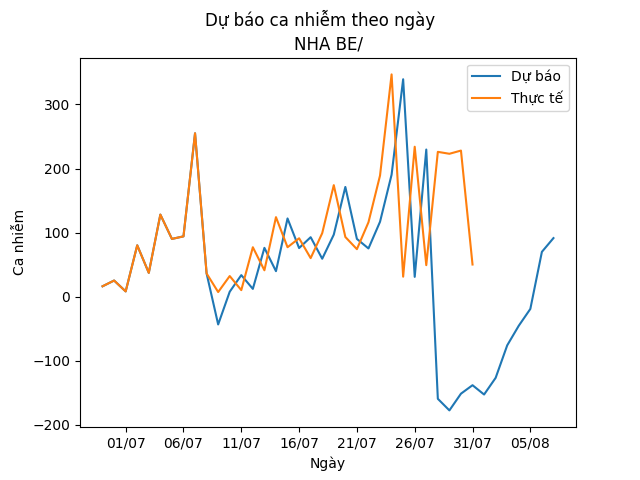 Dự báo ca nhiễm theo ngày
NHA BE/
Dự báo
Thực tế
Ca nhiễm
300
200
100
0
−100
−200
01/07 06/07 11/07 16/07 21/07 26/07 31/07 05/08
Ngày